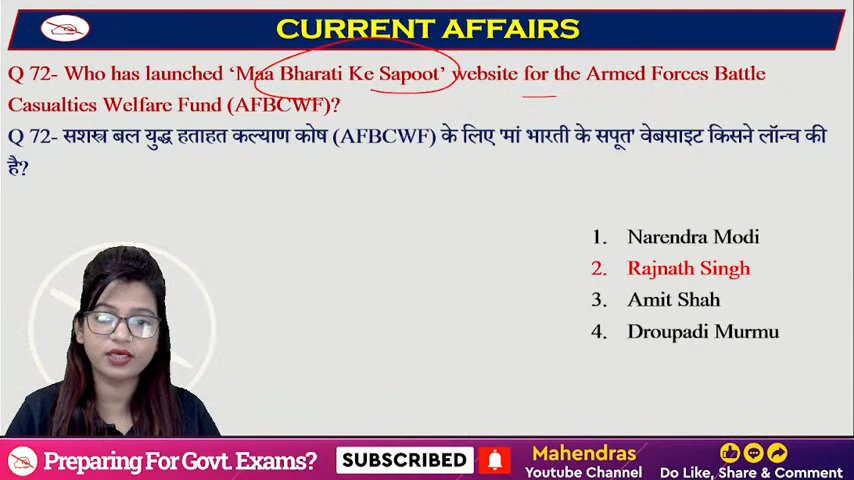 CURRENT AFFAIRS
Q 72- Who has launched ‘Maa Bharati Ke Sapoot’ website for the Armed Forces Battle
Casualties Welfare Fund (AFBCWF)?
Q 72- सशस्त्र बल युद्ध हताहत कल्याण कोष (AFBCWF) के लिए 'मां भारती के सपूत' वेबसाइट किसने लॉन्च की
है?
1. Narendra Modi
2. Rajnath Singh
3. Amit Shah
4. Droupadi Murmu
Preparing For Govt. Exams?
SUBSCRIBED
Mahendras
Youtube Channel
Do Like, Share & Comment